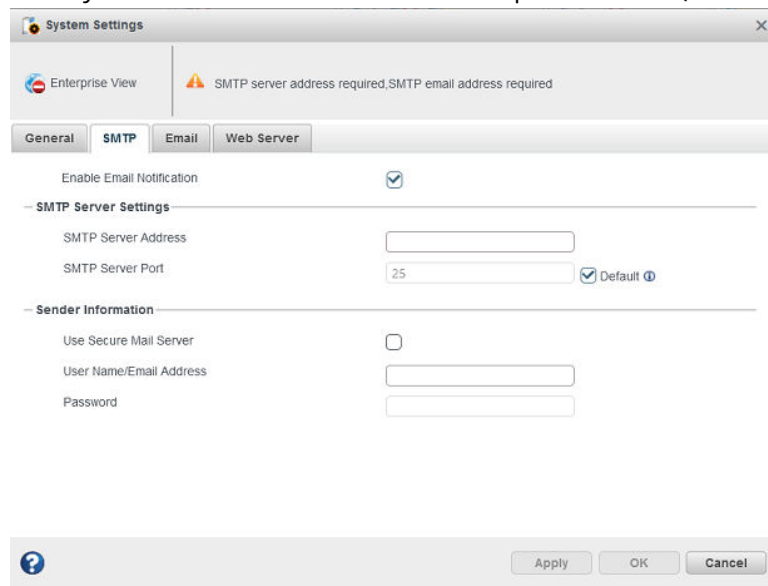 System Settings
Enterprise View
SMTP server address required,SMTP email address required
General SMTP Email Web Server
Enable Email Notification
SMTP Server Settings
SMTP Server Address
SMTP Server Port 25 Default
Sender Information
Use Secure Mail Server
User Name/Email Address
Password
Apply OK Cancel